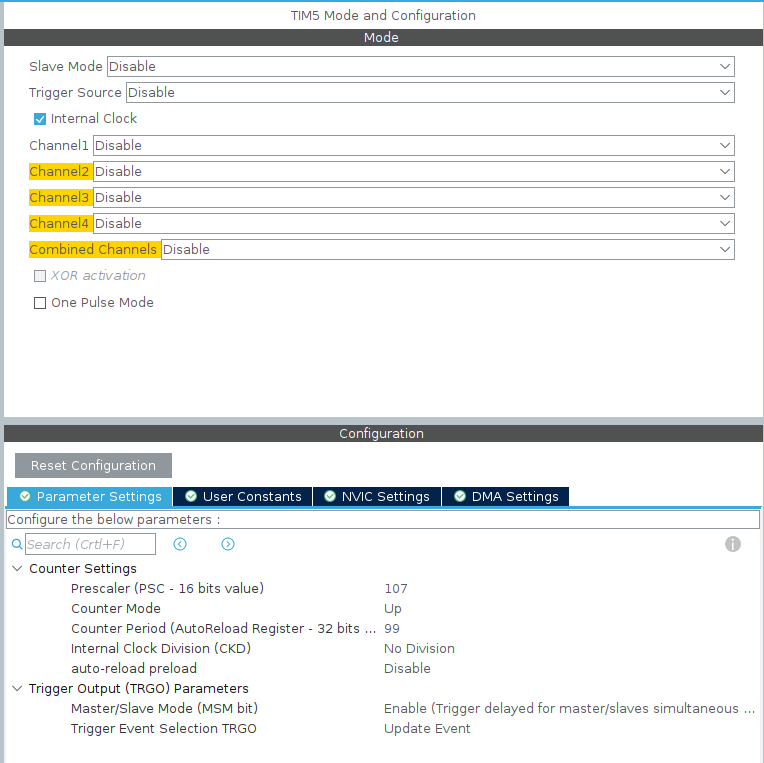 TIM5 Mode and Configuration
Mode
Slave Mode Disable
Trigger Source Disable
Internal Clock
Channel1 Disable
Channel2 Disable
Channel3 Disable
Channel4 Disable
Combined Channels Disable
XOR activation
One Pulse Mode
Configuration
Reset Configuration
Parameter Settings User Constants NVIC Settings DMA Settings
Configure the below parameters :
Search (Crtl+F)
Counter Settings
Prescaler (PSC - 16 bits value) 107
Counter Mode Up
Counter Period (AutoReload Register - 32 bits ... 99
Internal Clock Division (CKD) No Division
auto-reload preload Disable
Trigger Output (TRGO) Parameters
Master/Slave Mode (MSM bit) Enable (Trigger delayed for master/slaves simultaneous ...
Trigger Event Selection TRGO Update Event